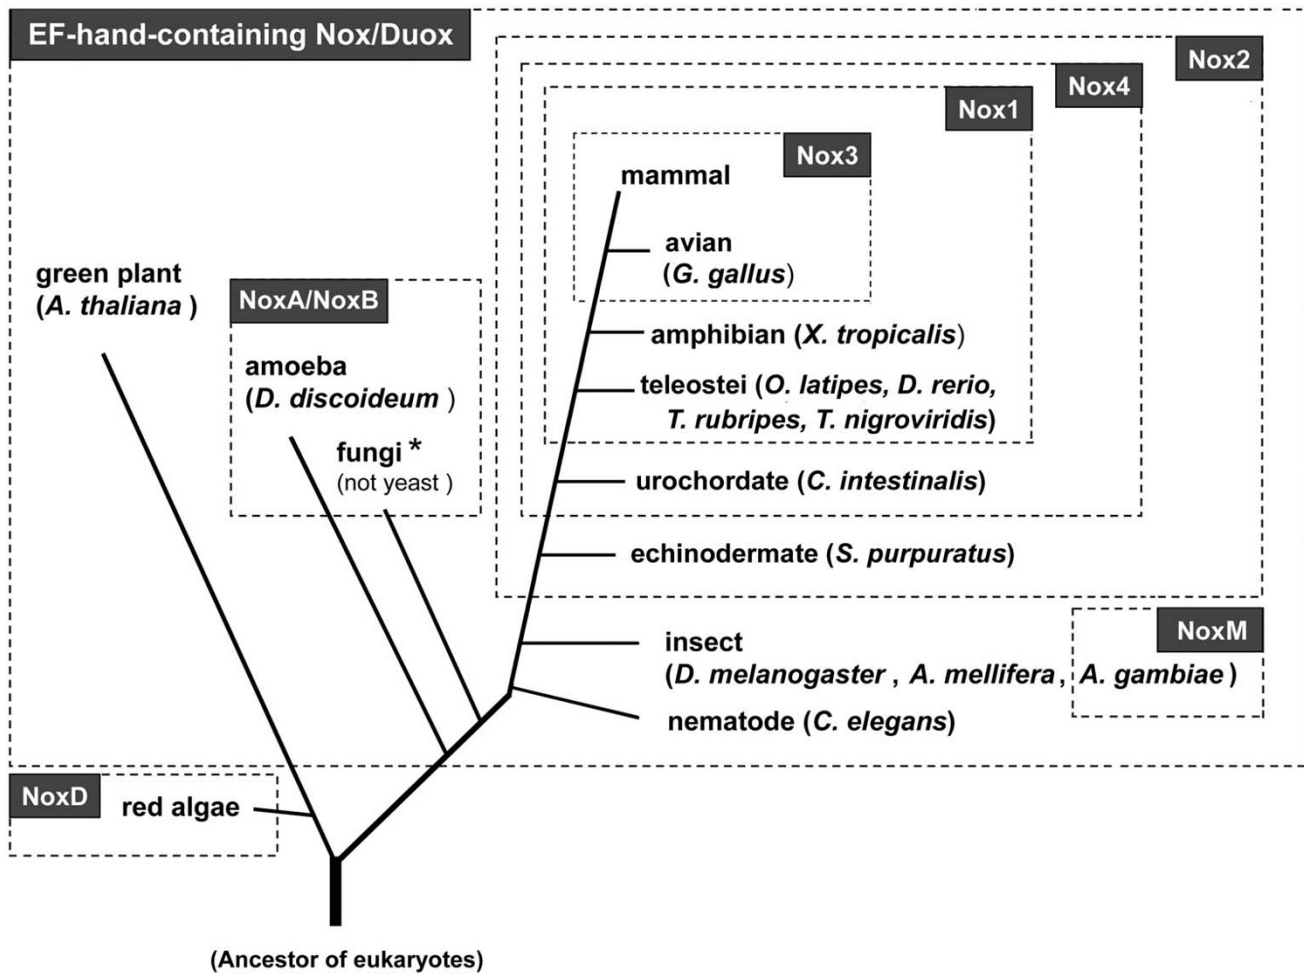 EF-hand-containing Nox/Duox
Nox2
Nox4
Nox1
Nox3
mammal
avian
(G. gallus)
green plant
(A. thaliana )
NoxA/NoxB
amphibian (X. tropicalis)
amoeba
(D. discoideum )
teleostei (O. latipes, D. rerio,
T. rubripes, T. nigroviridis)
fungi *
(not yeast )
urochordate (C. intestinalis)
echinodermate (S. purpuratus)
NoxM
insect
(D. melanogaster , A. mellifera, A. gambiae )
nematode (C. elegans)
NoxD
red algae
(Ancestor of eukaryotes)